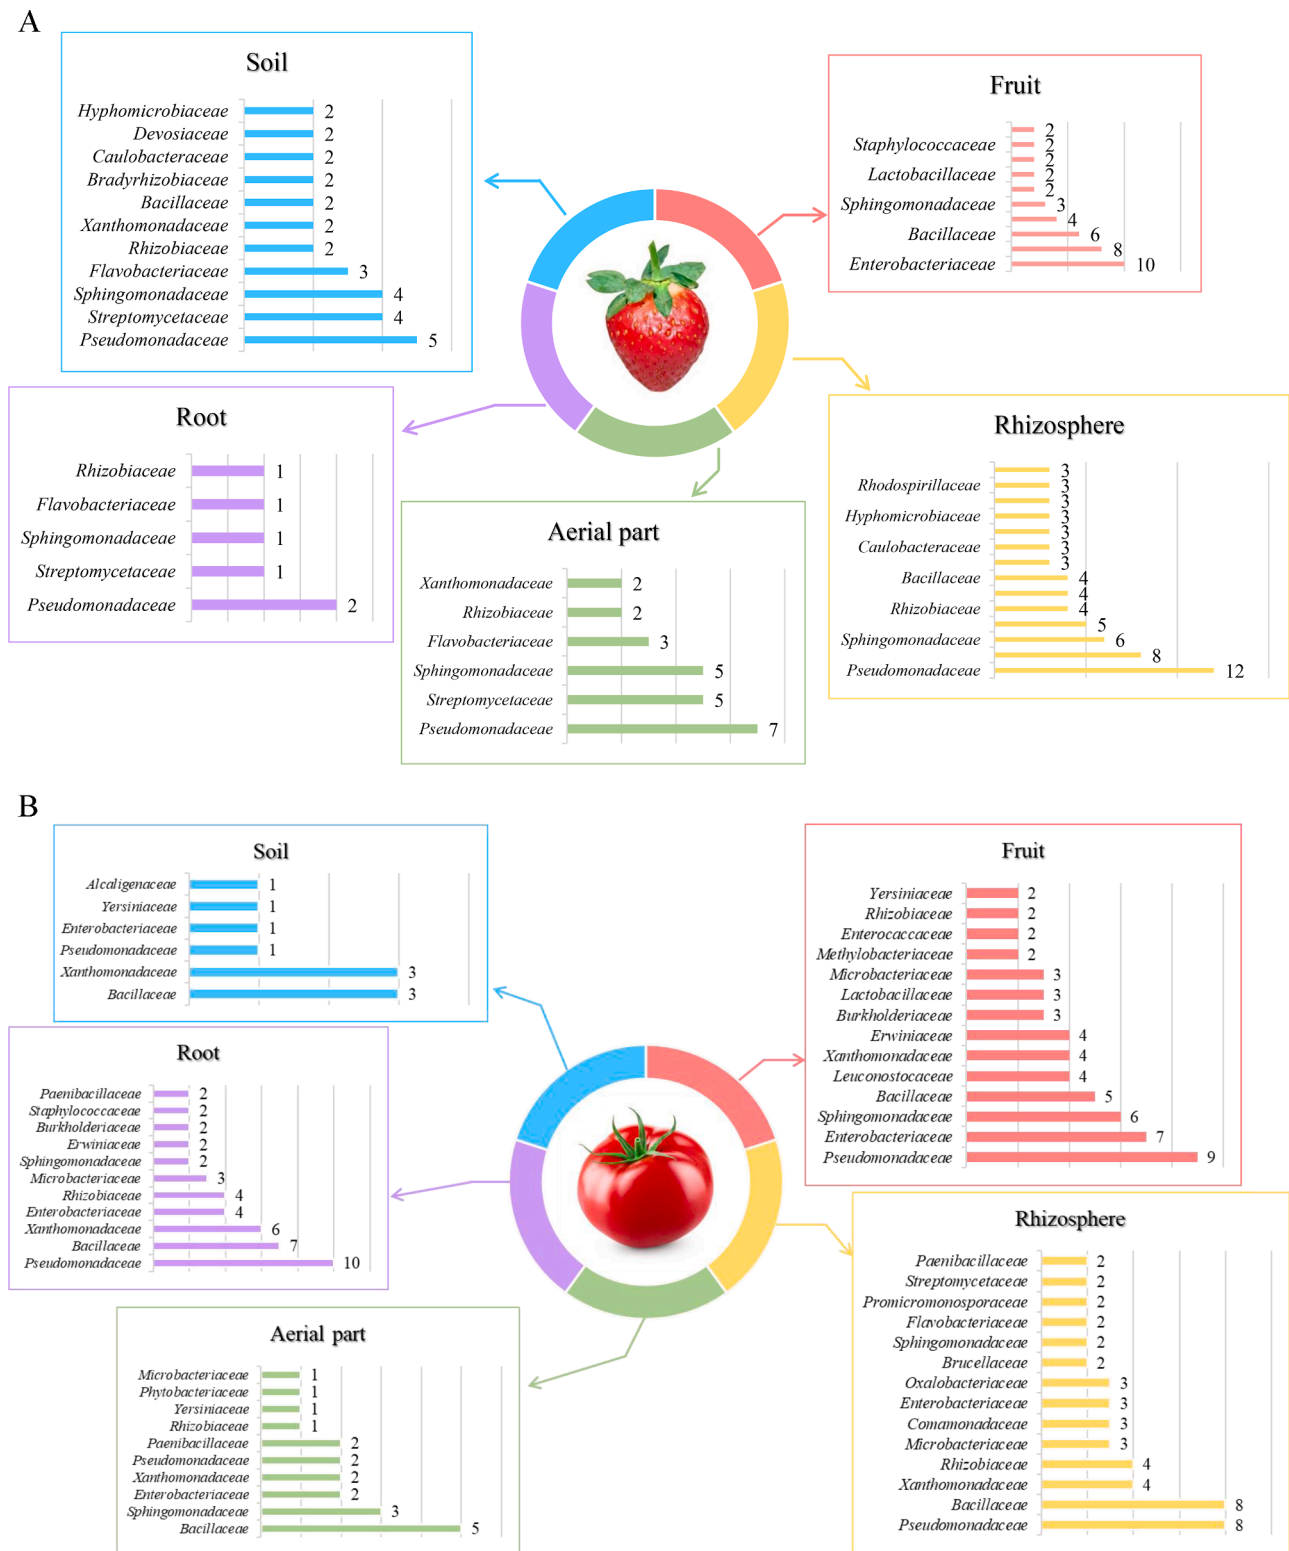 A
Soil
Hyphomicrobiaceae 2
Devosiaceae 2
Caulobacteraceae 2
Bradyrhizobiaceae 2
Bacillaceae 2
Xanthomonadaceae 2
Rhizobiaceae 2
Flavobacteriaceae 3
Sphingomonadaceae 4
Streptomycetaceae 4
Pseudomonadaceae 5
Fruit
2
Staphylococcaceae 2
2
Lactobacillaceae 2
2
Sphingomonadaceae 3
4
Bacillaceae 6
8
Enterobacteriaceae 10
Root
Rhizobiaceae 1
Flavobacteriaceae 1
Sphingomonadaceae 1
Streptomycetaceae 1
Pseudomonadaceae 2
Aerial part
Xanthomonadaceae 2
Rhizobiaceae 2
Flavobacteriaceae 3
Sphingomonadaceae 5
Streptomycetaceae 5
Pseudomonadaceae 7
Rhizosphere
3
Rhodospirillaceae 3
3
Hyphomicrobiaceae 3
3
Caulobacteraceae 3
3
Bacillaceae 4
4
Rhizobiaceae 4
5
Sphingomonadaceae 6
8
Pseudomonadaceae 12
B
Soil
Alcaligenaceae 1
Yersiniaceae 1
Enterobacteriaceae 1
Pseudomonadaceae 1
Xanthomonadaceae 3
Bacillaceae 3
Fruit
Yersiniaceae 2
Rhizobiaceae 2
Enterocaccaceae 2
Methylobacteriaceae 2
Microbacteriaceae 3
Lactobacillaceae 3
Burkholderiaceae 3
Erwiniaceae 4
Xanthomonadaceae 4
Leuconostocaceae 4
Bacillaceae 5
Sphingomonadaceae 6
Enterobacteriaceae 7
Pseudomonadaceae 9
Root
Paenibacillaceae 2
Staphylococcaceae 2
Burkholderiaceae 2
Erwiniaceae 2
Sphingomonadaceae 2
Microbacteriaceae 3
Rhizobiaceae 4
Enterobacteriaceae 4
Xanthomonadaceae 6
Bacillaceae 7
Pseudomonadaceae 10
Rhizosphere
Paenibacillaceae 2
Streptomycetaceae 2
Promicromonosporaceae 2
Flavobacteriaceae 2
Sphingomonadaceae 2
Brucellaceae 2
Oxalobacteriaceae 3
Enterobacteriaceae 3
Comamonadaceae 3
Microbacteriaceae 3
Rhizobiaceae 4
Xanthomonadaceae 4
Bacillaceae 8
Pseudomonadaceae 8
Aerial part
Microbacteriaceae 1
Phytobacteriaceae 1
Yersiniaceae 1
Rhizobiaceae 1
Paenibacillaceae 2
Pseudomonadaceae 2
Xanthomonadaceae 2
Enterobacteriaceae 2
Sphingomonadaceae 3
Bacillaceae 5